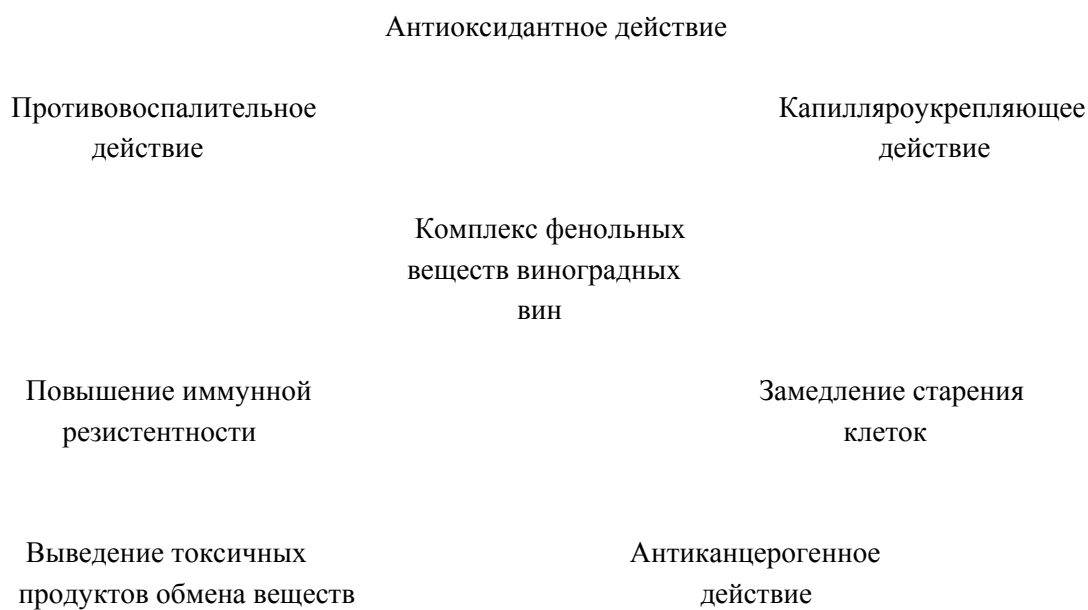 Антиоксидантное действие
Противовоспалительное
действие
Капилляроукрепляющее
действие
Комплекс фенольных
веществ виноградных
вин
Повышение иммунной
резистентности
Замедление старения
клеток
Выведение токсичных
продуктов обмена веществ
Антиканцерогенное
действие